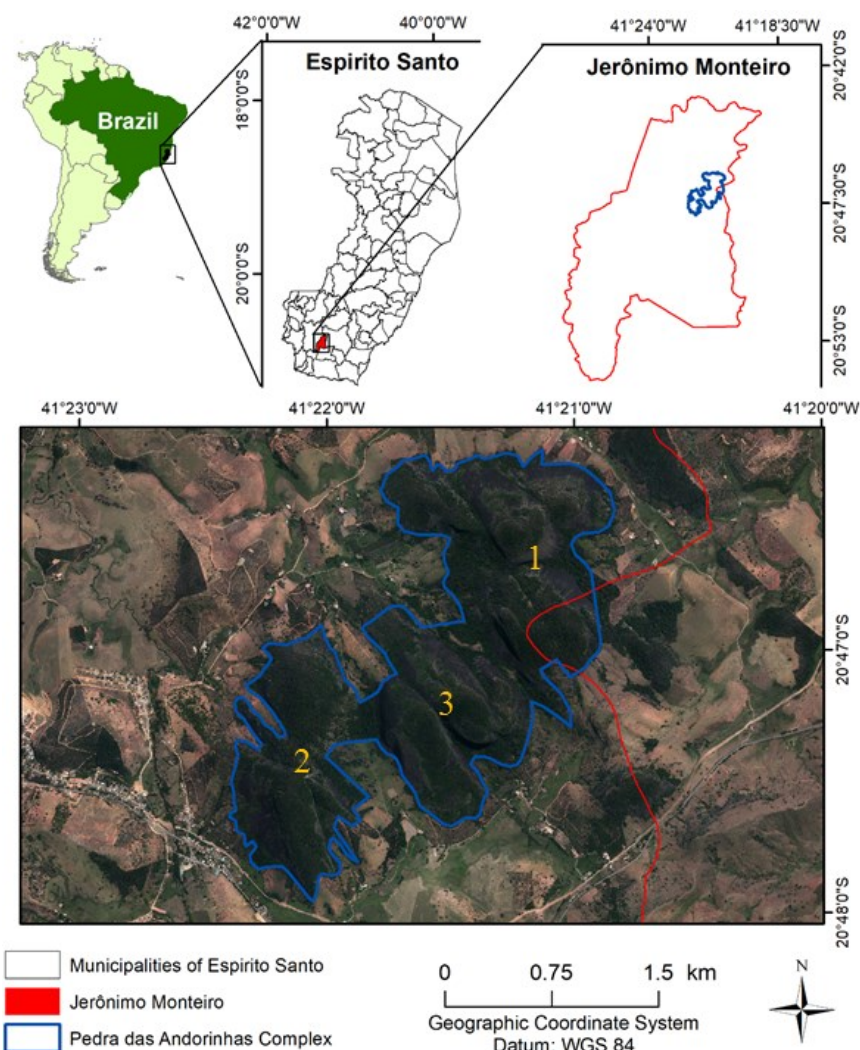 42°0'0"W 40°0'0"W 41°24'0"W 41°18'30"W
Espirito Santo
Jerônimo Monteiro
Brazil
18°0'0"S
20°0'0"S
20°42'0"S
20°47'30"S
20°53'0"S
41°23'0"W 41°22'0"W 41°21'0"W 41°20'0"W
1
2
3
20°47'0"S
20°48'0"S
Municipalities of Espirito Santo
Jerônimo Monteiro
Pedra das Andorinhas Complex
0 0.75 1.5 km
Geographic Coordinate System
Datum: WGS 84
N